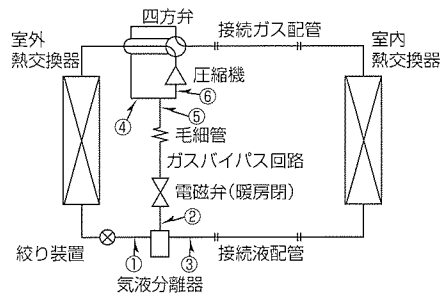 四方弁
室外
熱交換器
接続ガス配管
室内
熱交換器
圧縮機
⑥
④
⑤
毛細管
ガスバイパス回路
電磁弁(暖房閉)
②
絞り装置
①
③
接続液配管
気液分離器